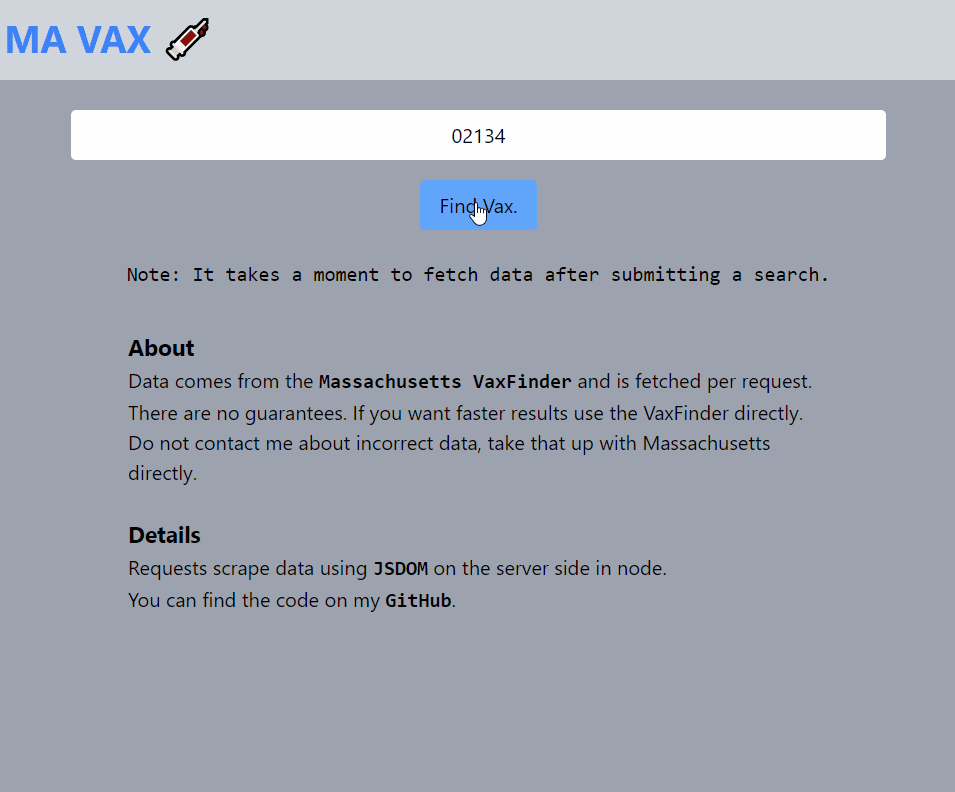 MA VAX
02134
Find Vax.
Note: It takes a moment to fetch data after submitting a search.
About
Data comes from the Massachusetts VaxFinder and is fetched per request.
There are no guarantees. If you want faster results use the VaxFinder directly.
Do not contact me about incorrect data, take that up with Massachusetts
directly.
Details
Requests scrape data using JSDOM on the server side in node.
You can find the code on my GitHub.